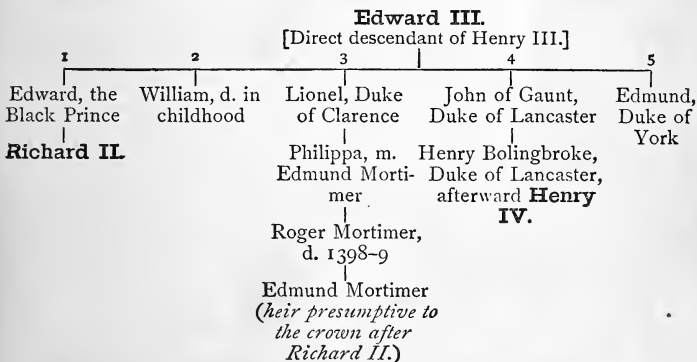 Edward III.
[Direct descendant of Henry III.]
1 2 3 4 5
Edward, the
Black Prince
Richard II.
William, d. in
childhood
Lionel, Duke
of Clarence
Philippa, m.
Edmund Morti-
mer
Roger Mortimer,
d. 1398-9
Edmund Mortimer
(heir presumptive to
the crown after
Richard II.)
John of Gaunt,
Duke of Lancaster
Henry Bolingbroke,
Duke of Lancaster,
afterward Henry
IV.
Edmund,
Duke of
York